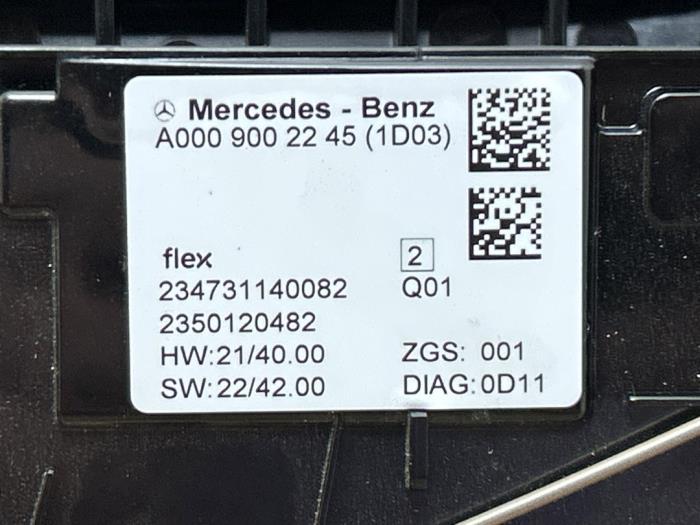 Mercedes - Benz
A000 900 22 45 (1D03)
flex
2
234731140082
Q01
2350120482
HW:21/40.00
ZGS: 001
SW:22/42.00
DIAG:0D11